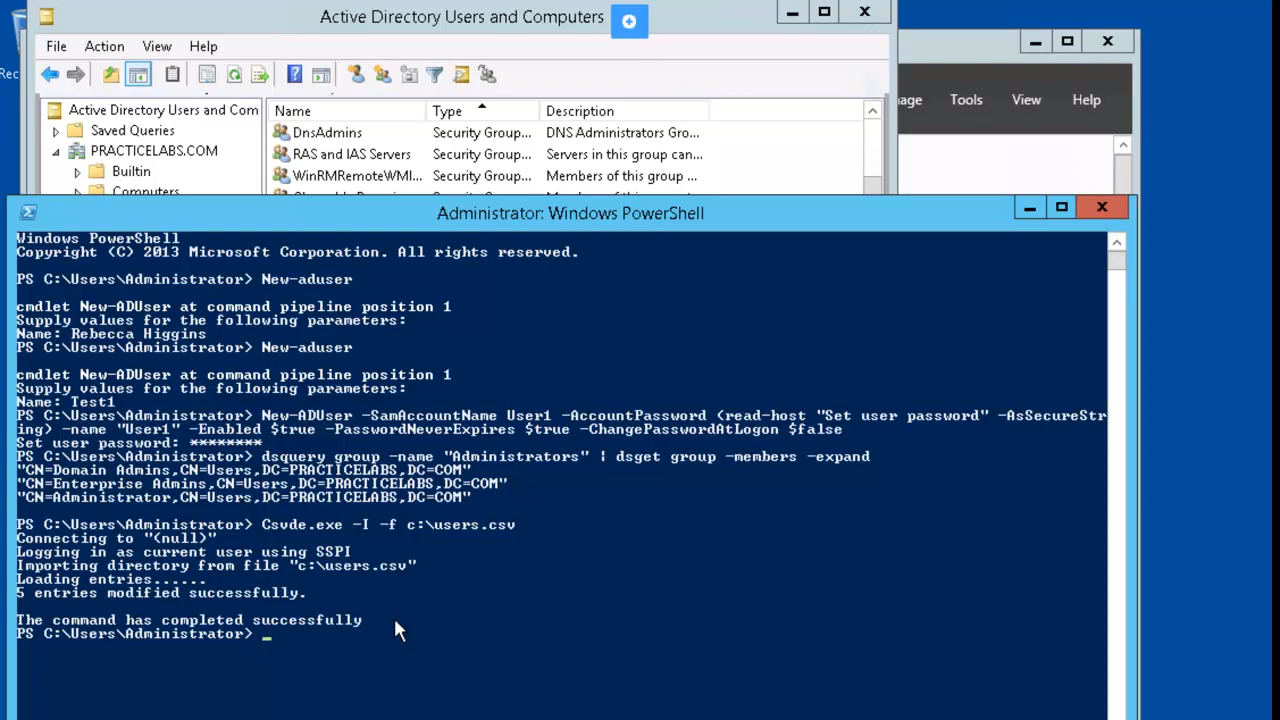 Active Directory Users and Computers
File Action View Help
Tools View Help
Active Directory Users and Com
Saved Queries
PRACTICELABS.COM
Builtin
Computers
Name Type Description
DnsAdmins Security Group... DNS Administrators Gro...
RAS and IAS Servers Security Group... Servers in this group can...
WinRMRemoteWMI... Security Group... Members of this group ...
Administrator: Windows PowerShell
Windows PowerShell
Copyright (C) 2013 Microsoft Corporation. All rights reserved.
PS C:\Users\Administrator> New-aduser
cmdlet New-ADUser at command pipeline position 1
Supply values for the following parameters:
Name: Rebecca Higgins
PS C:\Users\Administrator> New-aduser
cmdlet New-ADUser at command pipeline position 1
Supply values for the following parameters:
Name: Test1
PS C:\Users\Administrator> New-ADUser -SamAccountName User1 -AccountPassword (read-host "Set user password" -AsSecureStr
ing) -name "User1" -Enabled $true -PasswordNeverExpires $true -ChangePasswordAtLogon $false
Set user password: ********
PS C:\Users\Administrator> dsquery group -name "Administrators" | dsget group -members -expand
"CN=Domain Admins,CN=Users,DC=PRACTICELABS,DC=COM"
"CN=Enterprise Admins,CN=Users,DC=PRACTICELABS,DC=COM"
"CN=Administrator,CN=Users,DC=PRACTICELABS,DC=COM"
PS C:\Users\Administrator> Csvde.exe -I -f c:\users.csv
Connecting to "(null)"
Logging in as current user using SSPI
Importing directory from file "c:\users.csv"
Loading entries......
5 entries modified successfully.
The command has completed successfully
PS C:\Users\Administrator> _